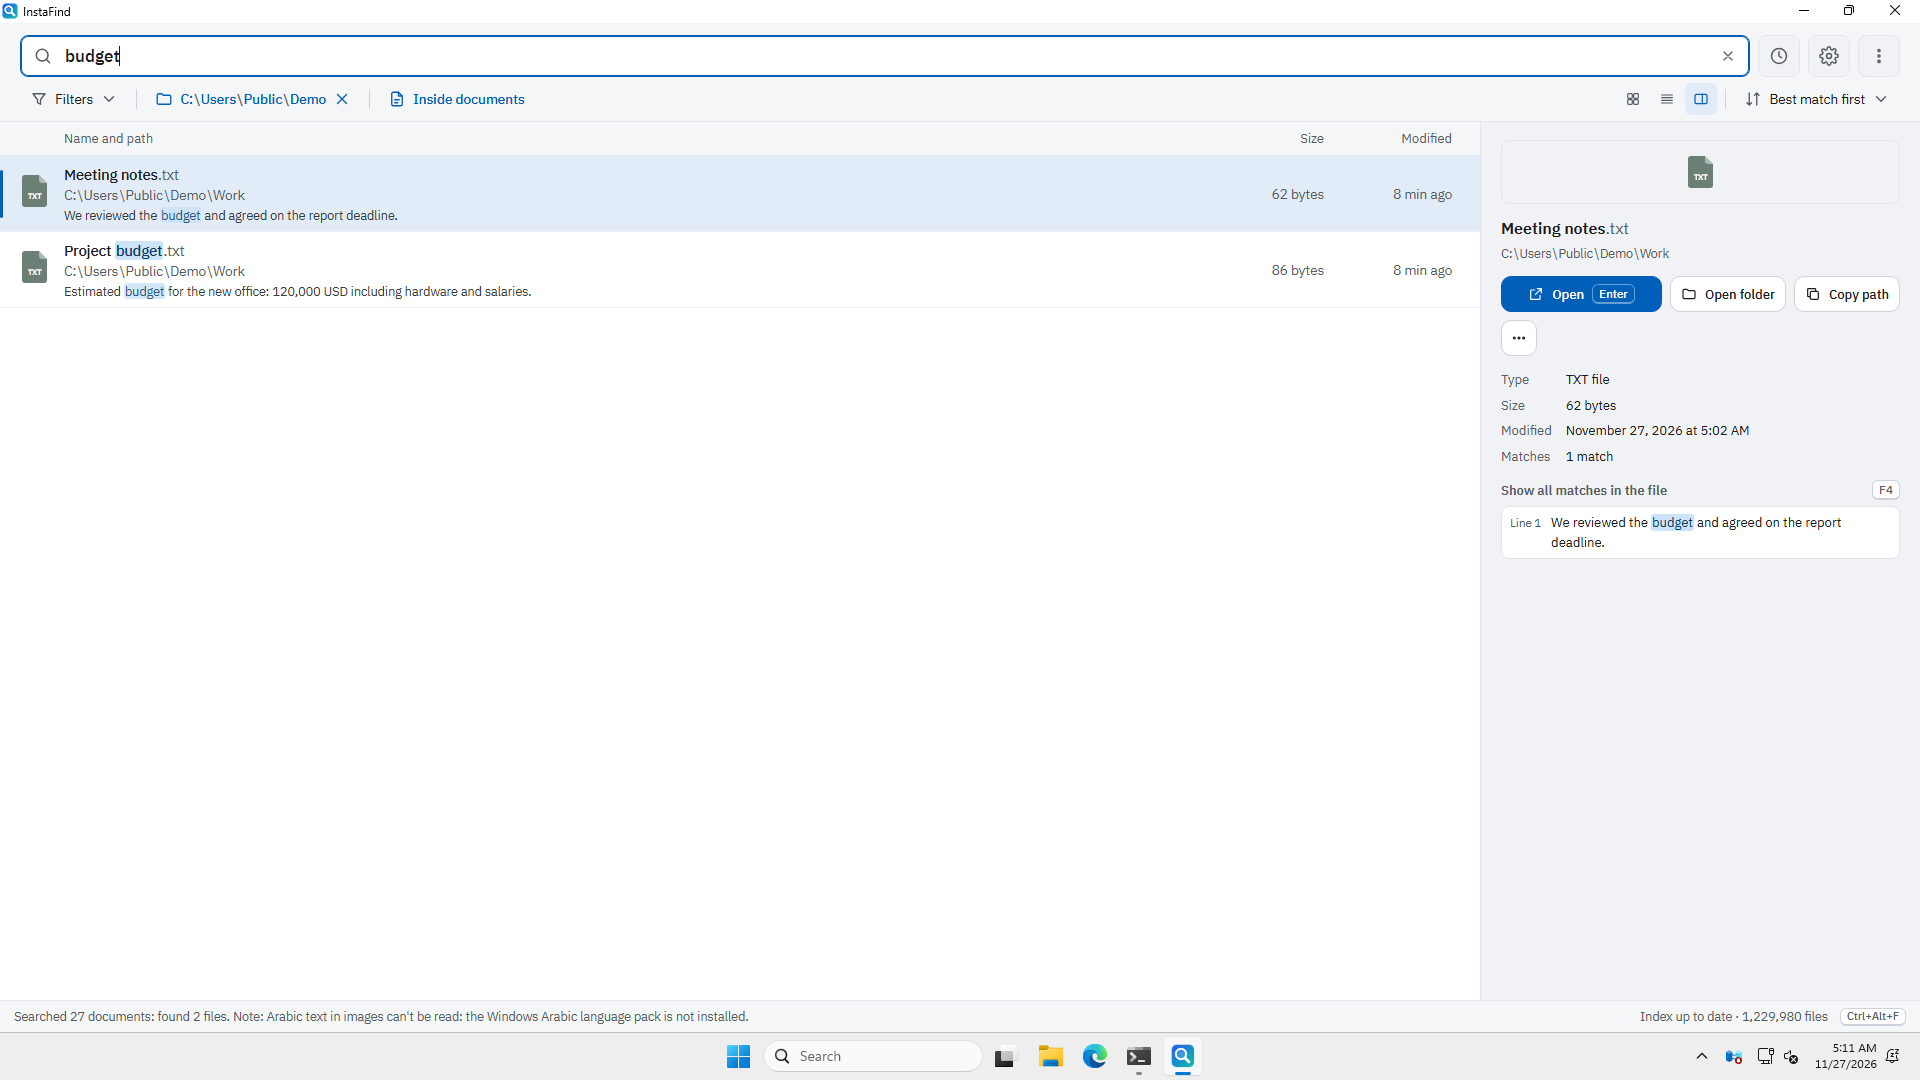 InstaFind
budget
Filters
C:\Users\Public\Demo
Inside documents
Best match first
Name and path
Size
Modified
Meeting notes.txt
C:\Users\Public\Demo\Work
We reviewed the budget and agreed on the report deadline.
62 bytes
8 min ago
Project budget.txt
C:\Users\Public\Demo\Work
Estimated budget for the new office: 120,000 USD including hardware and salaries.
86 bytes
8 min ago
TXT
TXT
TXT
Meeting notes.txt
C:\Users\Public\Demo\Work
Open Enter
Open folder
Copy path
Type TXT file
Size 62 bytes
Modified November 27, 2026 at 5:02 AM
Matches 1 match
Show all matches in the file F4
Line 1 We reviewed the budget and agreed on the report
deadline.
Searched 27 documents: found 2 files. Note: Arabic text in images can't be read: the Windows Arabic language pack is not installed.
Index up to date · 1,229,980 files Ctrl+Alt+F
Search
5:11 AM
11/27/2026